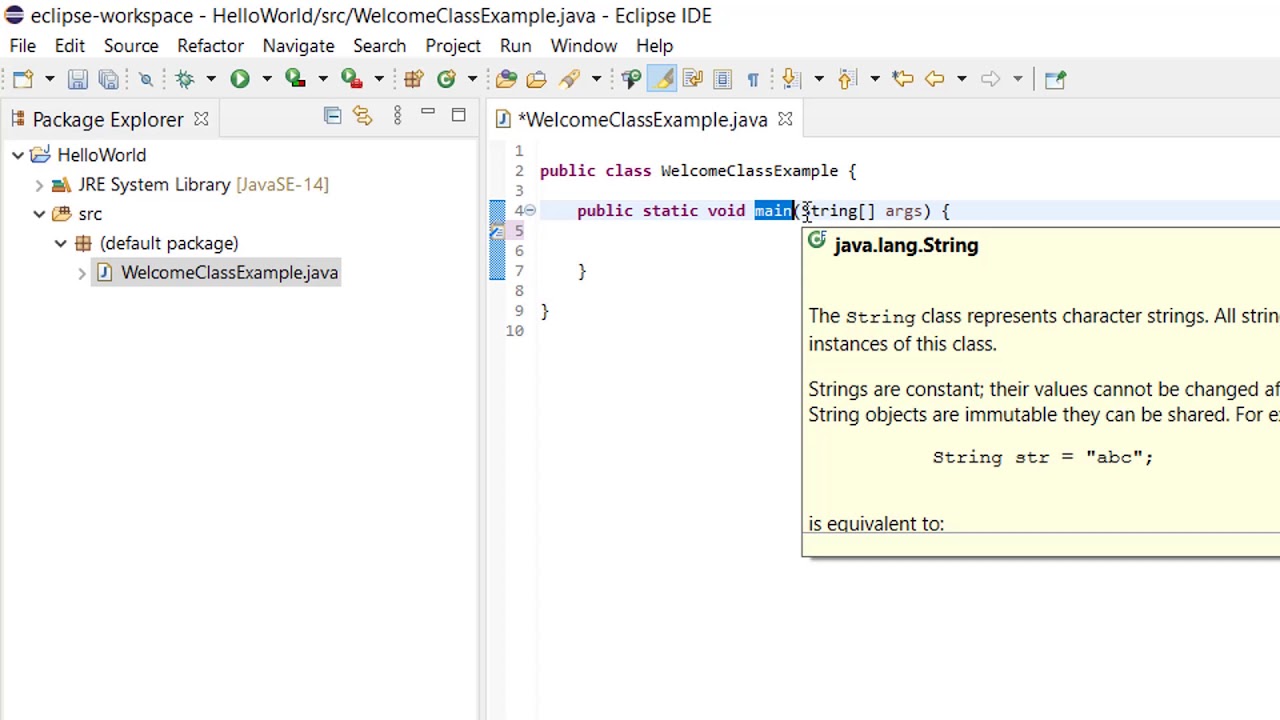 eclipse-workspace - HelloWorld/src/WelcomeClassExample.java - Eclipse IDE
File Edit Source Refactor Navigate Search Project Run Window Help
Package Explorer
HelloWorld
JRE System Library [JavaSE-14]
src
(default package)
WelcomeClassExample.java
*WelcomeClassExample.java
1
2 public class WelcomeClassExample {
3
4 public static void main(String[] args) {
5
6
7 }
8
9 }
10
java.lang.String
The String class represents character strings. All strin
instances of this class.
Strings are constant; their values cannot be changed af
String objects are immutable they can be shared. For e
String str = "abc";
is equivalent to: